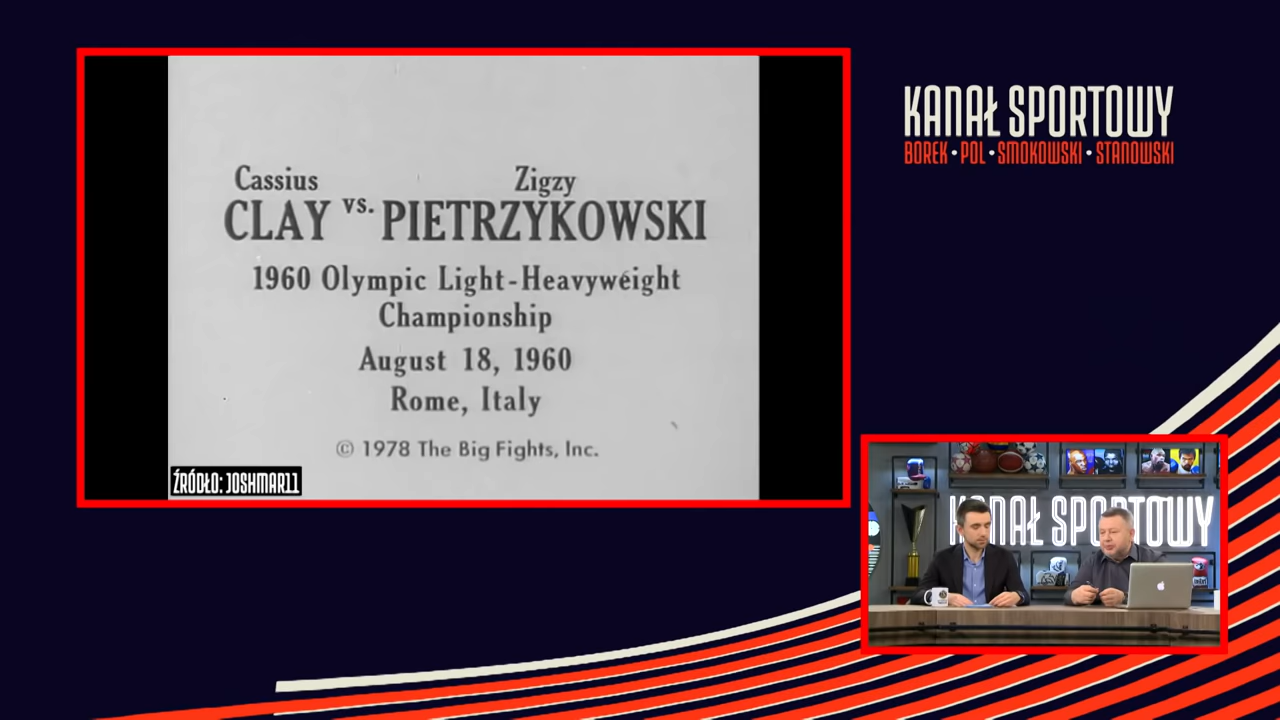 Cassius Zigzy
CLAY vs. PIETRZYKOWSKI
1960 Olympic Light-Heavyweight
Championship
August 18, 1960
Rome, Italy
© 1978 The Big Fights, Inc.
ŹRÓDŁO: JOSHMAR11
KANAŁ SPORTOWY
BOREK • POL • SMOKOWSKI • STANOWSKI
KANAŁ SPORTOWY